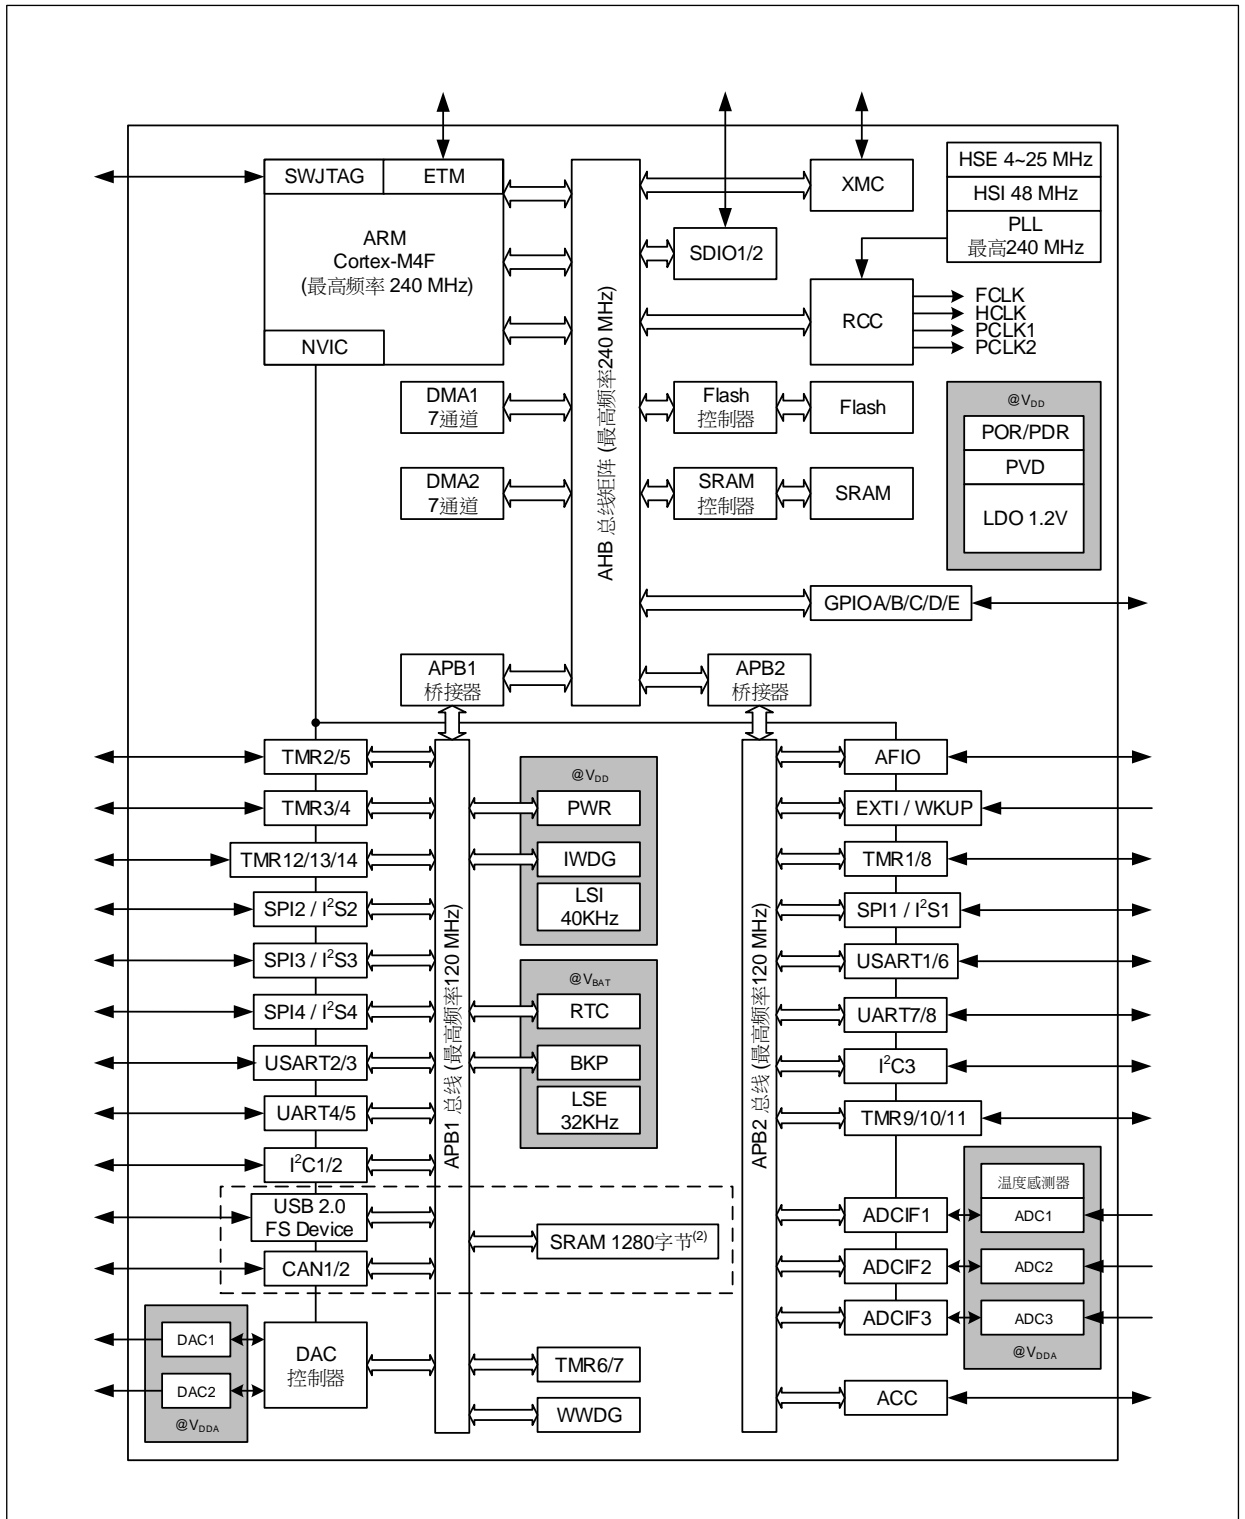 SWJTAG
ETM
ARM
Cortex-M4F
(最高频率 240 MHz)
NVIC
AHB 总线矩阵 (最高频率240 MHz)
XMC
SDIO1/2
HSE 4~25 MHz
HSI 48 MHz
PLL
最高240 MHz
RCC
FCLK
HCLK
PCLK1
PCLK2
DMA1
7通道
Flash
控制器
Flash
DMA2
7通道
SRAM
控制器
SRAM
@VDD
POR/PDR
PVD
LDO 1.2V
GPIOA/B/C/D/E
APB1
桥接器
APB2
桥接器
TMR2/5
TMR3/4
TMR12/13/14
SPI2 / I²S2
SPI3 / I²S3
SPI4 / I²S4
USART2/3
UART4/5
I²C1/2
USB 2.0
FS Device
CAN1/2
DAC1
DAC2
@VDDA
DAC
控制器
APB1 总线 (最高频率120 MHz)
@VDD
PWR
IWDG
LSI
40KHz
@VBAT
RTC
BKP
LSE
32KHz
SRAM 1280字节(2)
TMR6/7
WWDG
APB2 总线 (最高频率120 MHz)
AFIO
EXTI / WKUP
TMR1/8
SPI1 / I²S1
USART1/6
UART7/8
I²C3
TMR9/10/11
ADCIF1
ADCIF2
ADCIF3
温度感测器
ADC1
ADC2
ADC3
@VDDA
ACC